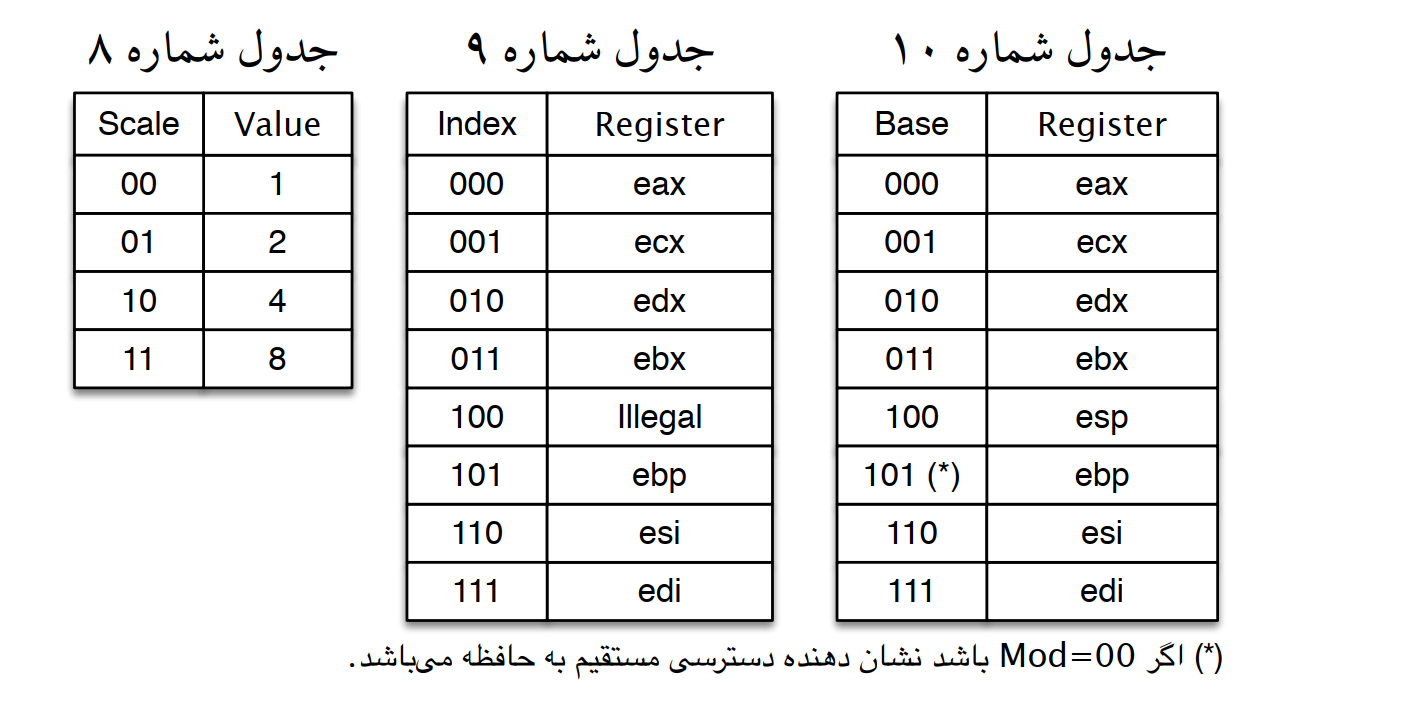 جدول شماره ۸ جدول شماره ۹ جدول شماره ۱۰
Scale Value Index Register Base Register
00 1 000 eax 000 eax
01 2 001 ecx 001 ecx
10 4 010 edx 010 edx
11 8 011 ebx 011 ebx
100 Illegal 100 esp
101 ebp 101 (*) ebp
110 esi 110 esi
111 edi 111 edi
(*) اگر Mod=00 باشد نشان دهنده دسترسی مستقیم به حافظه می‌باشد.